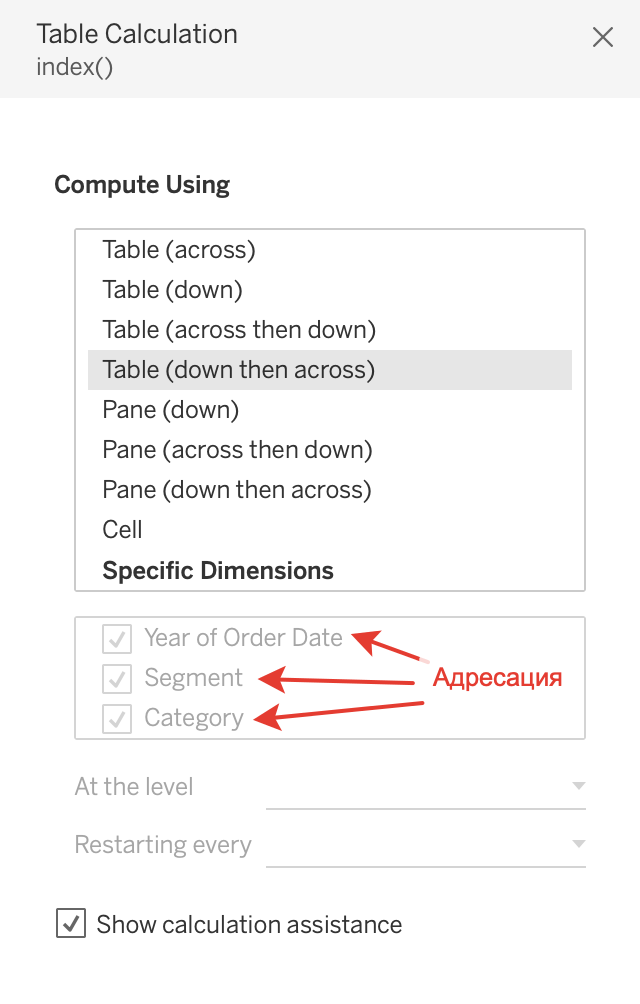 Table Calculation
index()
Compute Using
Table (across)
Table (down)
Table (across then down)
Table (down then across)
Pane (down)
Pane (across then down)
Pane (down then across)
Cell
Specific Dimensions
Year of Order Date
Segment
Адресация
Category
At the level
Restarting every
Show calculation assistance